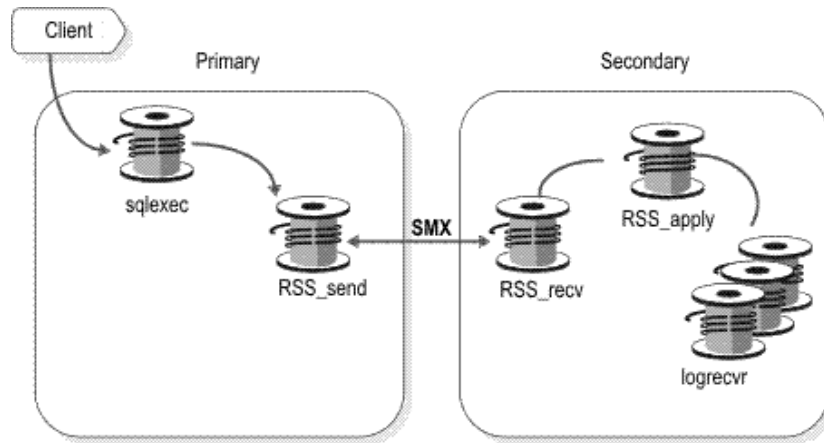 Client
Primary
Secondary
sqlexec
RSS_send
SMX
RSS_recv
RSS_apply
logrecvr